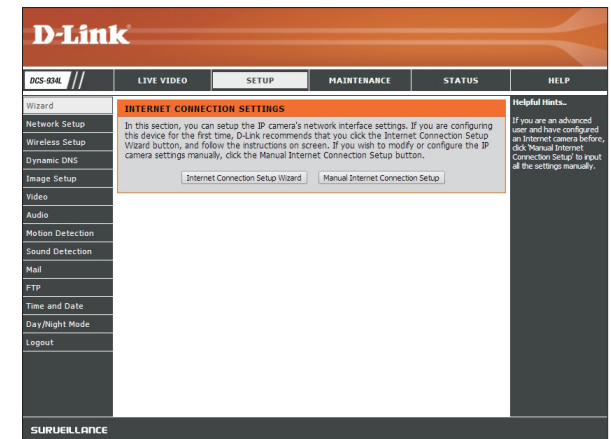 D-Link
DCS-934L
LIVE VIDEO
SETUP
MAINTENANCE
STATUS
HELP
Wizard
Network Setup
Wireless Setup
Dynamic DNS
Image Setup
Video
Audio
Motion Detection
Sound Detection
Mail
FTP
Time and Date
Day/Night Mode
Logout
INTERNET CONNECTION SETTINGS
In this section, you can setup the IP camera's network interface settings. If you are configuring
this device for the first time, D-Link recommends that you click the Internet Connection Setup
Wizard button, and follow the instructions on screen. If you wish to modify or configure the IP
camera settings manually, click the Manual Internet Connection Setup button.
Internet Connection Setup Wizard
Manual Internet Connection Setup
Helpful Hints..
If you are an advanced
user and have configured
an Internet camera before,
click 'Manual Internet
Connection Setup' to input
all the settings manually.
SURVEILLANCE